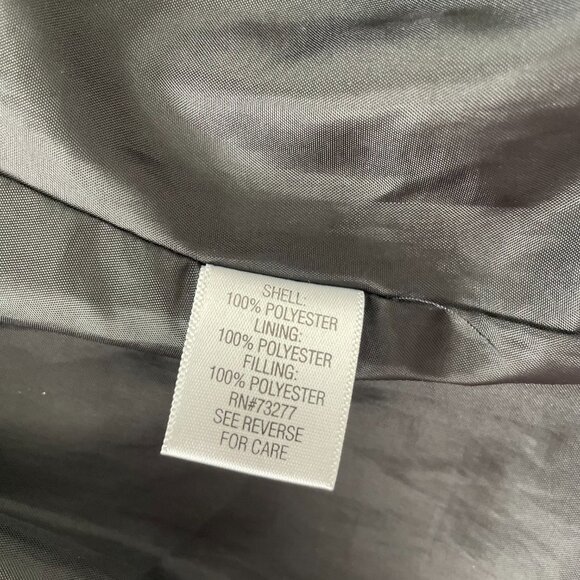 SHELL:
100% POLYESTER
LINING:
100% POLYESTER
FILLING:
100% POLYESTER
RN#73277
SEE REVERSE
FOR CARE